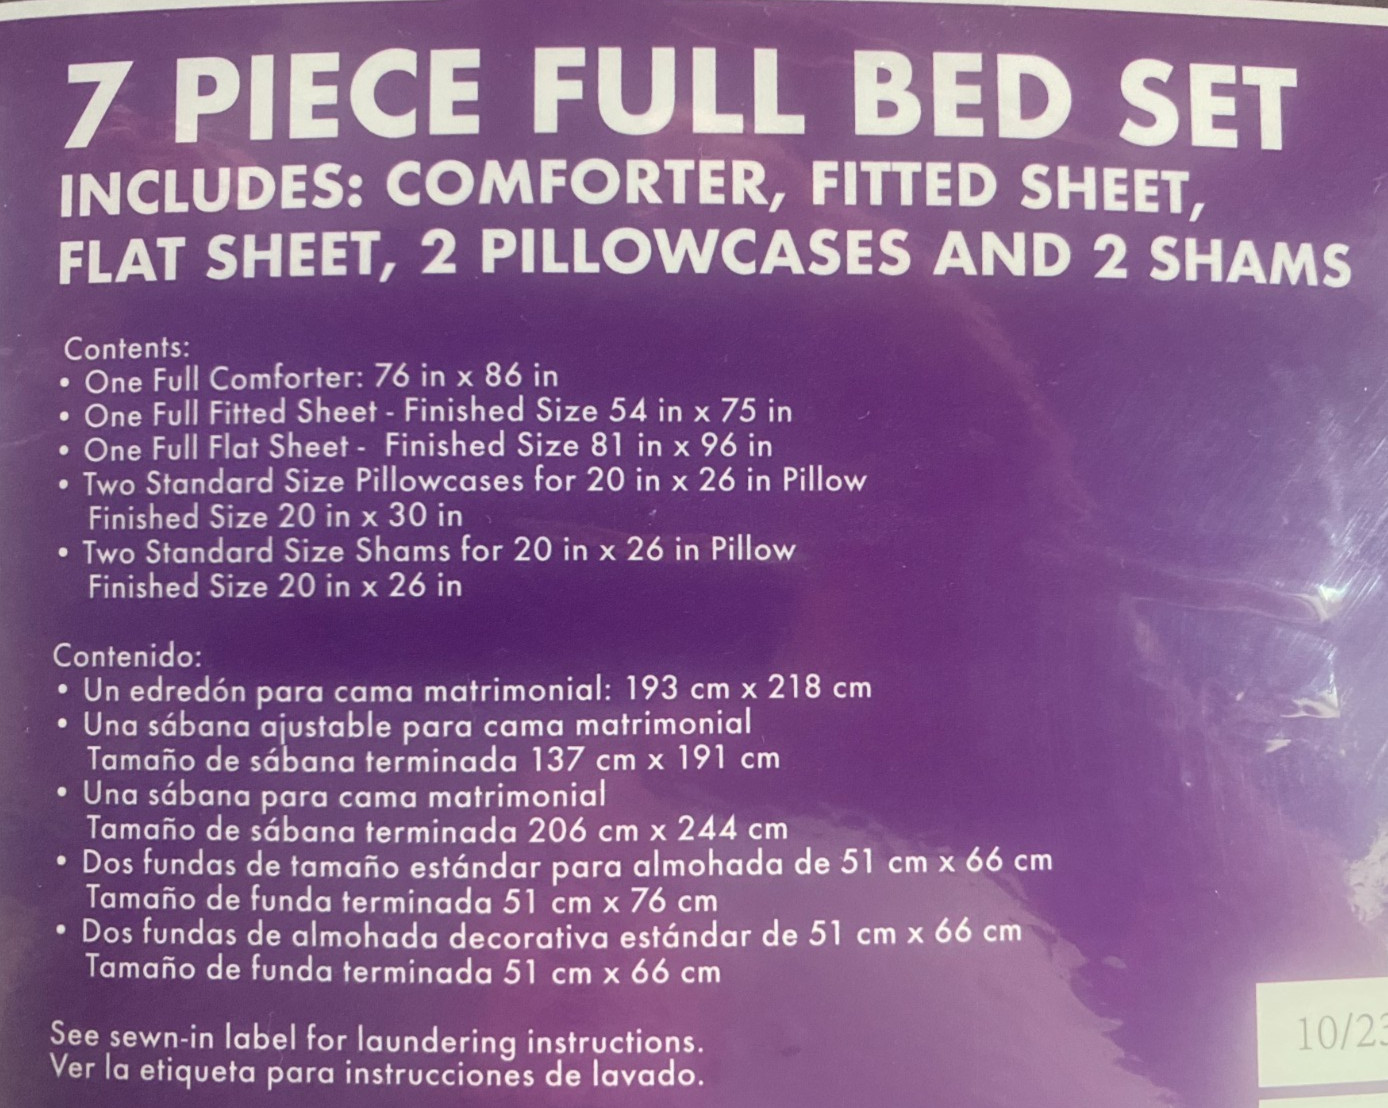 7 PIECE FULL BED SET
INCLUDES: COMFORTER, FITTED SHEET,
FLAT SHEET, 2 PILLOWCASES AND 2 SHAMS
Contents:
• One Full Comforter: 76 in x 86 in
• One Full Fitted Sheet - Finished Size 54 in x 75 in
• One Full Flat Sheet - Finished Size 81 in x 96 in
• Two Standard Size Pillowcases for 20 in x 26 in Pillow
Finished Size 20 in x 30 in
• Two Standard Size Shams for 20 in x 26 in Pillow
Finished Size 20 in x 26 in
Contenido:
• Un edredón para cama matrimonial: 193 cm x 218 cm
• Una sábana ajustable para cama matrimonial
Tamaño de sábana terminada 137 cm x 191 cm
• Una sábana para cama matrimonial
Tamaño de sábana terminada 206 cm x 244 cm
• Dos fundas de tamaño estándar para almohada de 51 cm x 66 cm
Tamaño de funda terminada 51 cm x 76 cm
• Dos fundas de almohada decorativa estándar de 51 cm x 66 cm
Tamaño de funda terminada 51 cm x 66 cm
See sewn-in label for laundering instructions.
Ver la etiqueta para instrucciones de lavado.
10/23